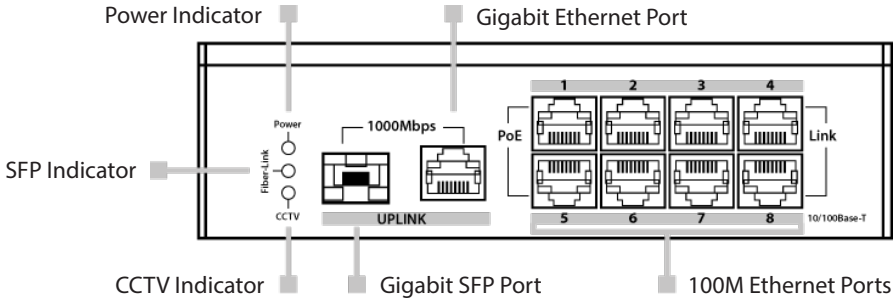 Power Indicator
Gigabit Ethernet Port
1 2 3 4
Power
1000Mbps
PoE
Link
SFP Indicator
Fiber-Link
CCTV
UPLINK
5 6 7 8
10/100Base-T
CCTV Indicator
Gigabit SFP Port
100M Ethernet Ports